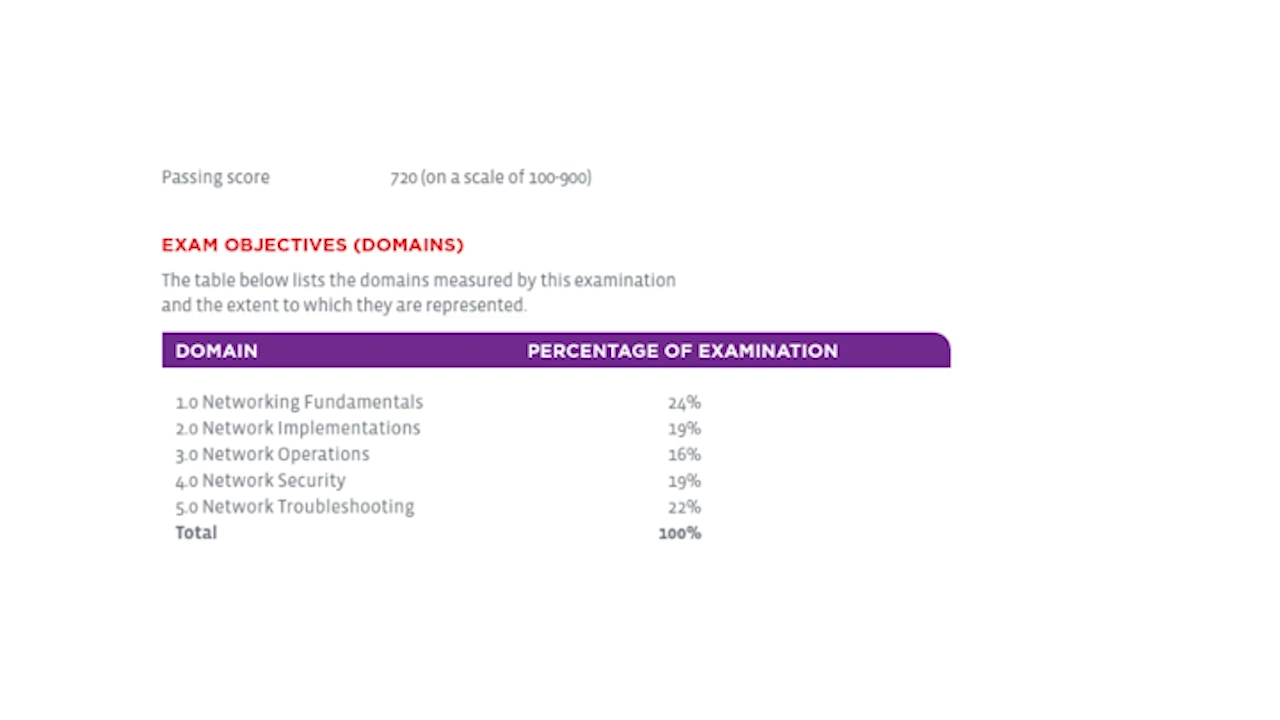 Passing score 720 (on a scale of 100-900)
EXAM OBJECTIVES (DOMAINS)
The table below lists the domains measured by this examination
and the extent to which they are represented.
DOMAIN PERCENTAGE OF EXAMINATION
1.0 Networking Fundamentals 24%
2.0 Network Implementations 19%
3.0 Network Operations 16%
4.0 Network Security 19%
5.0 Network Troubleshooting 22%
Total 100%